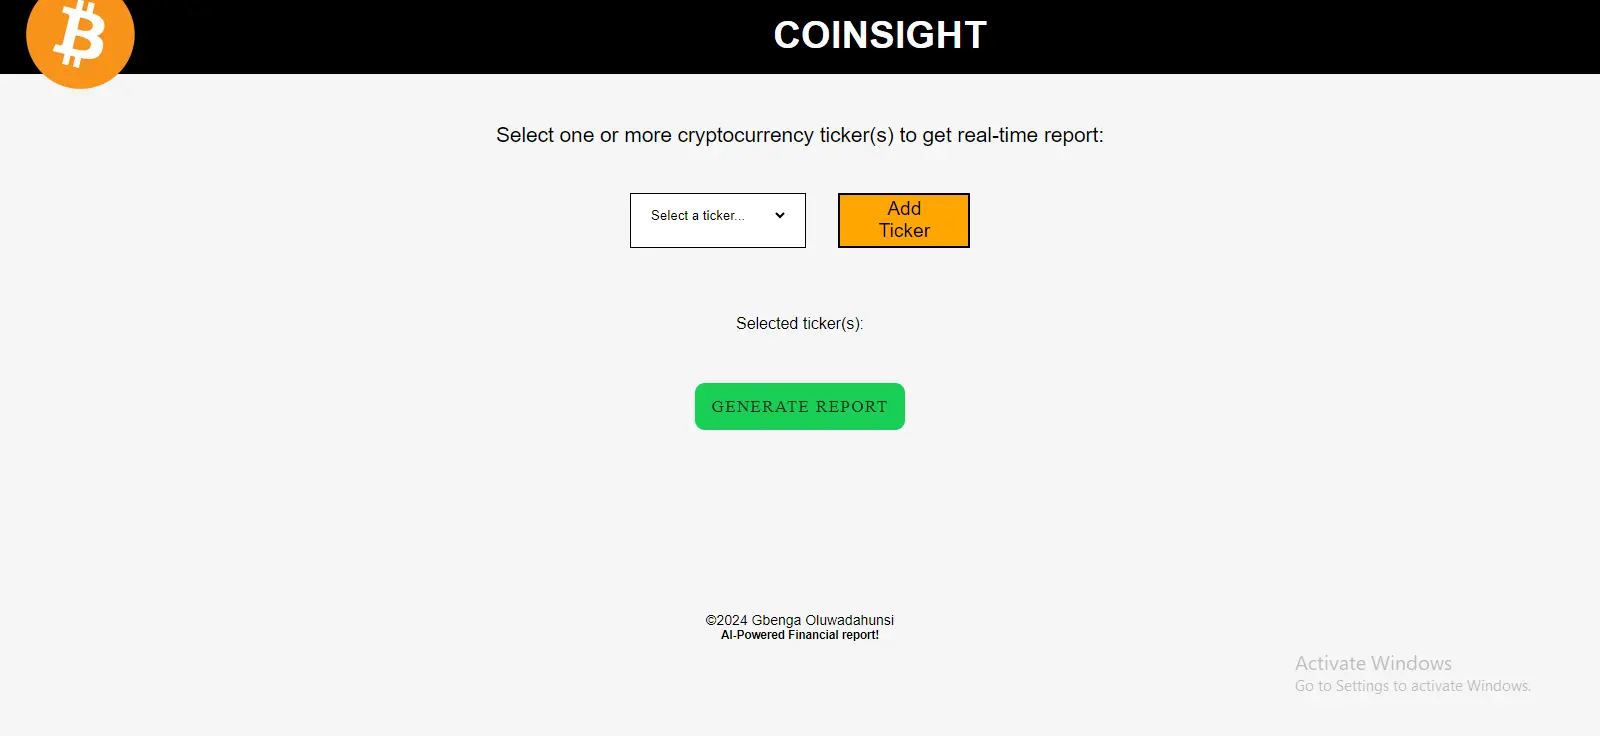 COINSIGHT
Select one or more cryptocurrency ticker(s) to get real-time report:
Select a ticker...
Add
Ticker
Selected ticker(s):
GENERATE REPORT
©2024 Gbenga Oluwadahunsi
AI-Powered Financial report!
Activate Windows
Go to Settings to activate Windows.